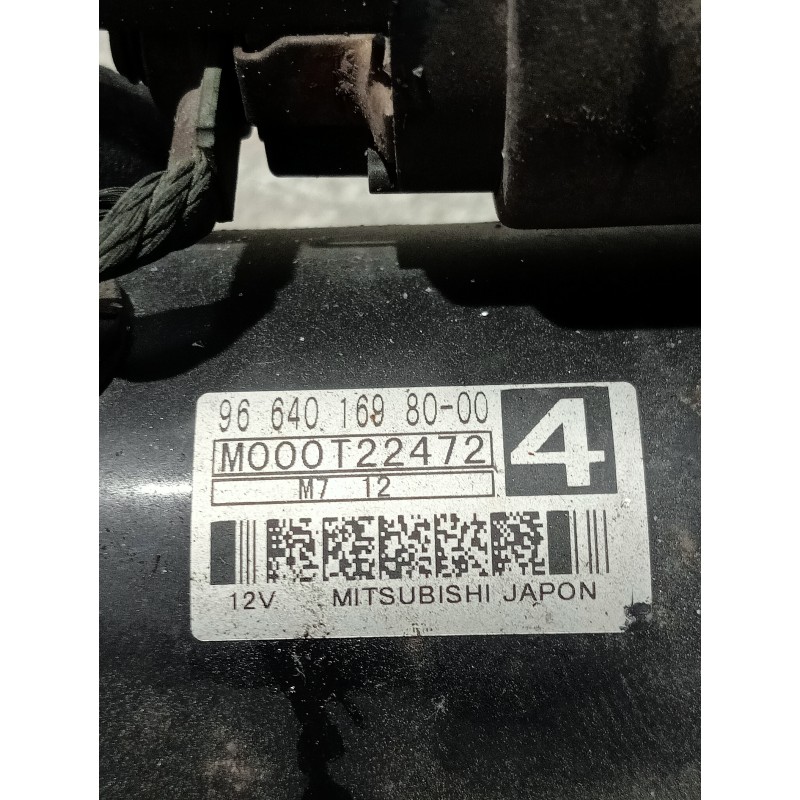 96 640 169 80-00
4
M000T22472
M7 12
12V MITSUBISHI JAPON